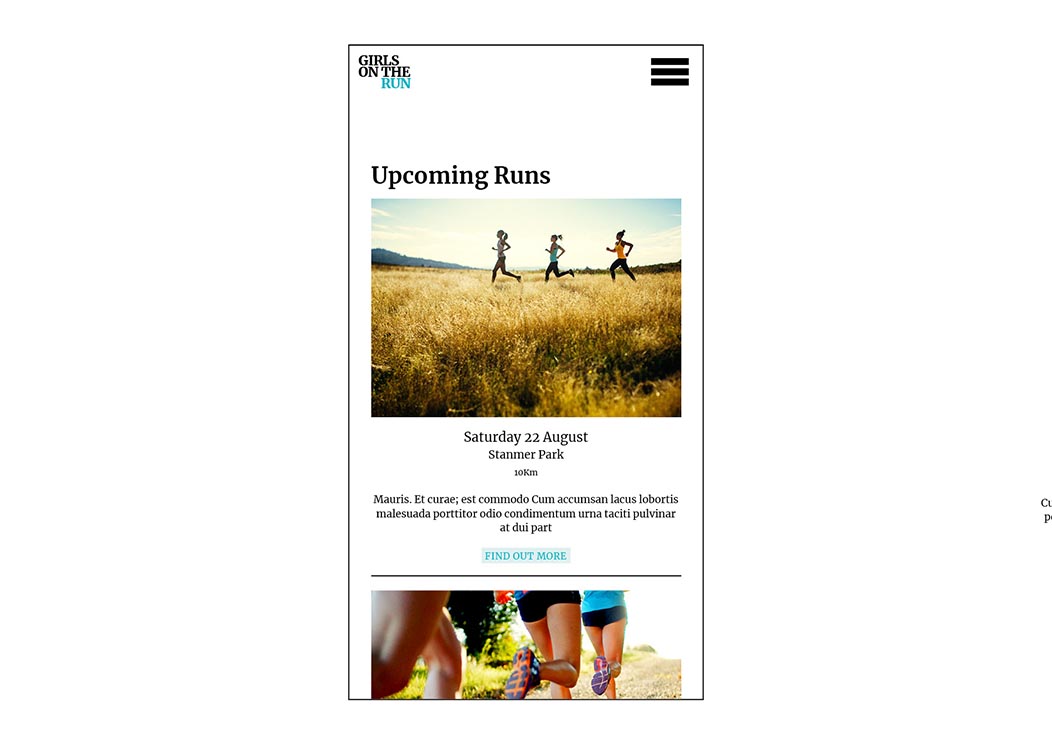 GIRLS
ON THE
RUN
Upcoming Runs
Saturday 22 August
Stanmer Park
10Km
Mauris. Et curae; est commodo Cum accumsan lacus lobortis
malesuada porttitor odio condimentum urna taciti pulvinar
at dui part
FIND OUT MORE